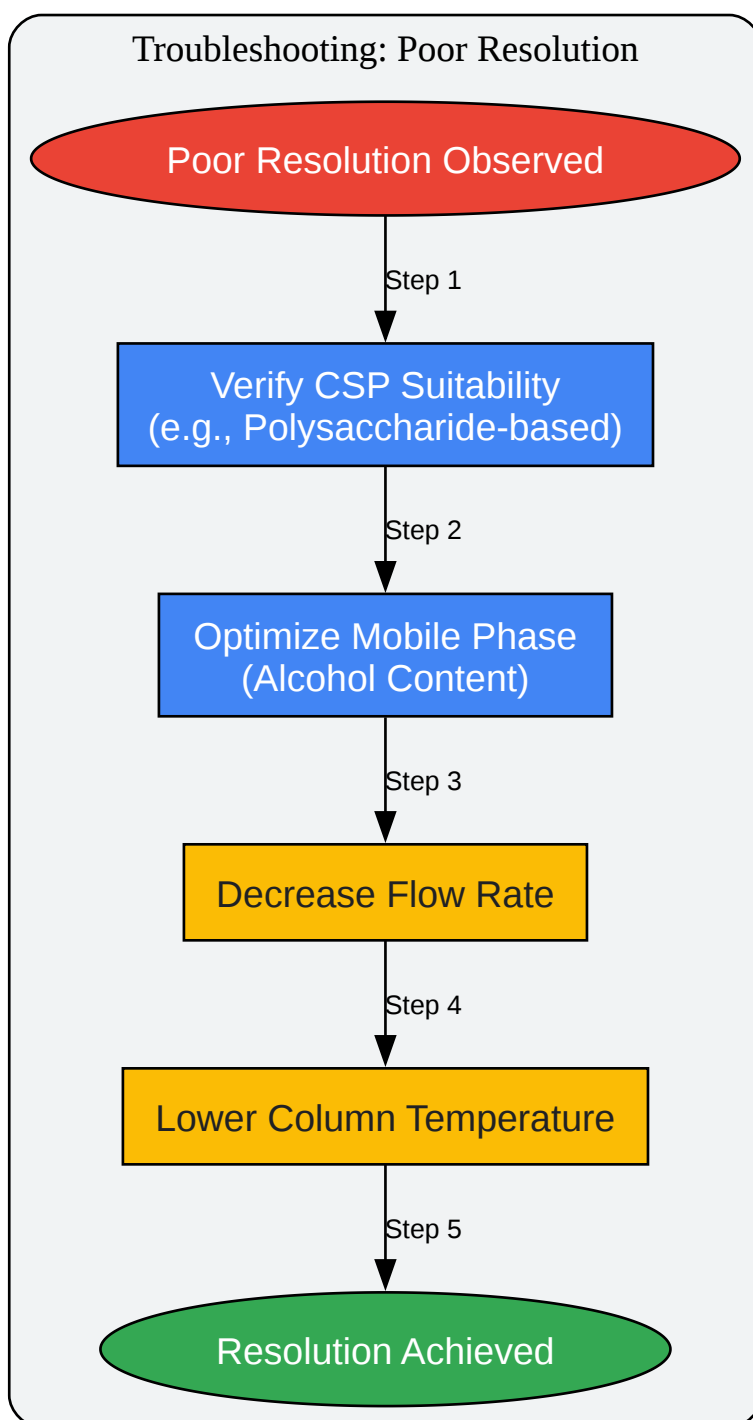 Troubleshooting: Poor Resolution
Poor Resolution Observed
Step 1
Verify CSP Suitability
(e.g., Polysaccharide-based)
Step 2
Optimize Mobile Phase
(Alcohol Content)
Step 3
Decrease Flow Rate
Step 4
Lower Column Temperature
Step 5
Resolution Achieved